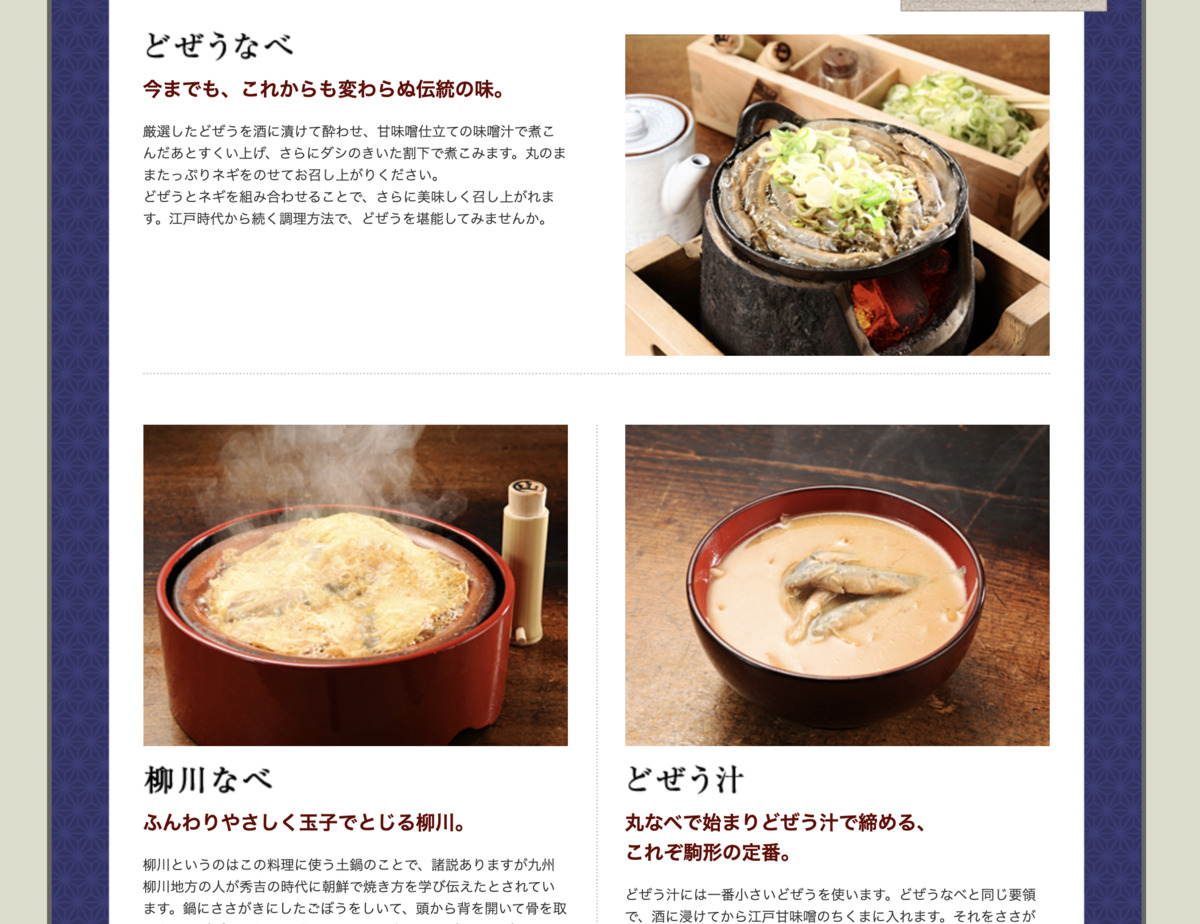 どぜうなべ
今までも、これからも変わらぬ伝統の味。
厳選したどぜうを酒に漬けて酔わせ、甘味噌仕立ての味噌汁で煮こ
んだあとすくい上げ、さらにダシのきいた割下で煮こみます。丸のま
またっぷりネギをのせてお召し上がりください。
どぜうとネギを組み合わせることで、さらに美味しく召し上がれま
す。江戸時代から続く調理方法で、どぜうを堪能してみませんか。
柳川なべ
ふんわりやさしく玉子でとじる柳川。
柳川というのはこの料理に使う土鍋のことで、諸説ありますが九州
柳川地方の人が秀吉の時代に朝鮮で焼き方を学び伝えたとされてい
ます。鍋にささがきにしたごぼうをしいて、頭から背を開いて骨を取
どぜう汁
丸なべで始まりどぜう汁で締める、
これぞ駒形の定番。
どぜう汁には一番小さいどぜうを使います。どぜうなべと同じ要領
で、酒に浸けてから江戸甘味噌のちくまに入れます。それをささが